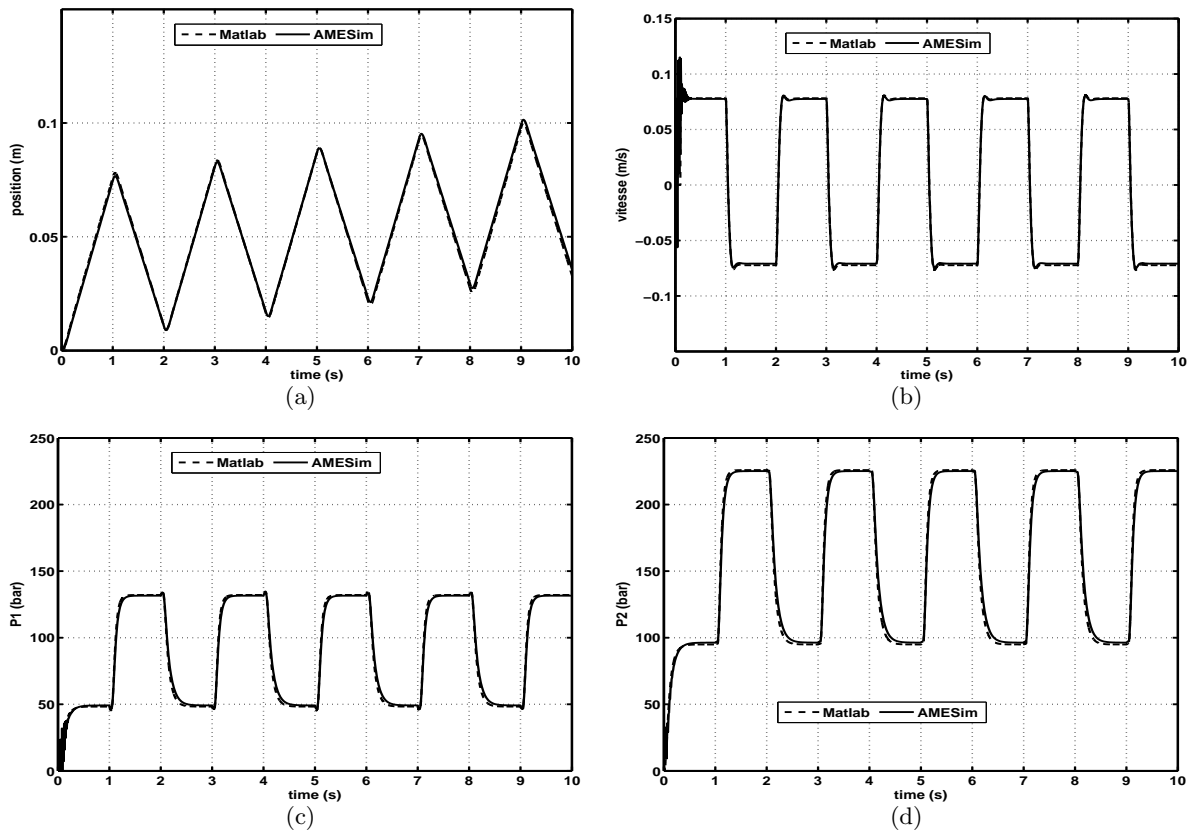 Matlab AMESim
position (m)
0.1
0.05
0
0 1 2 3 4 5 6 7 8 9 10
time (s)
(a)
Matlab AMESim
vitesse (m/s)
0.15
0.1
0.05
0
−0.05
−0.1
0 1 2 3 4 5 6 7 8 9 10
time (s)
(b)
Matlab AMESim
P1 (bar)
250
200
150
100
50
0
0 1 2 3 4 5 6 7 8 9 10
time (s)
(c)
P2 (bar)
250
200
150
100
50
0
Matlab AMESim
0 1 2 3 4 5 6 7 8 9 10
time (s)
(d)